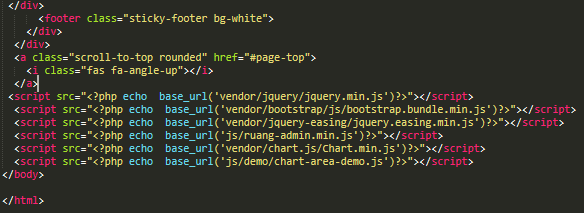 </div>
<footer class="sticky-footer bg-white">
</div>
</div>
<a class="scroll-to-top rounded" href="#page-top">
<i class="fas fa-angle-up"></i>
</a>
<script src="<?php echo  base_url('vendor/jquery/jquery.min.js')?>"></script>
<script src="<?php echo  base_url('vendor/bootstrap/js/bootstrap.bundle.min.js')?>"></script>
<script src="<?php echo  base_url('vendor/jquery-easing/jquery.easing.min.js')?>"></script>
<script src="<?php echo  base_url('js/ruang-admin.min.js')?>"></script>
<script src="<?php echo  base_url('vendor/chart.js/Chart.min.js')?>"></script>
<script src="<?php echo  base_url('js/demo/chart-area-demo.js')?>"></script>
</body>
</html>